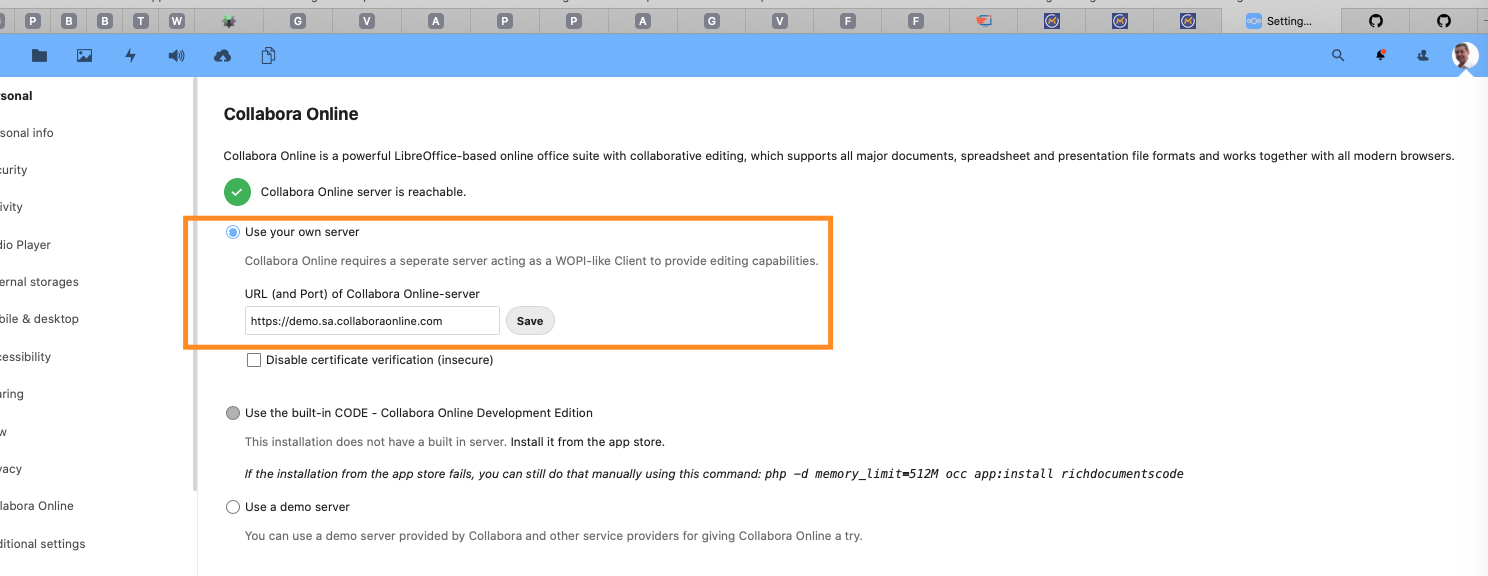 P B B T W G V A P P A G V F F Setting...
rsonal
Collabora Online
sonal info
Collabora Online is a powerful LibreOffice-based online office suite with collaborative editing, which supports all major documents, spreadsheet and presentation file formats and works together with all modern browsers.
curity
Collabora Online server is reachable.
ivity
Use your own server
dio Player
Collabora Online requires a seperate server acting as a WOPI-like Client to provide editing capabilities.
ernal storages
URL (and Port) of Collabora Online-server
bile & desktop
https://demo.sa.collaboraonline.com Save
cessibility
Disable certificate verification (insecure)
aring
Use the built-in CODE - Collabora Online Development Edition
w
This installation does not have a built in server. Install it from the app store.
vacy
If the installation from the app store fails, you can still do that manually using this command: php -d memory_limit=512M occ app:install richdocumentscode
llabora Online
Use a demo server
You can use a demo server provided by Collabora and other service providers for giving Collabora Online a try.
ditional settings